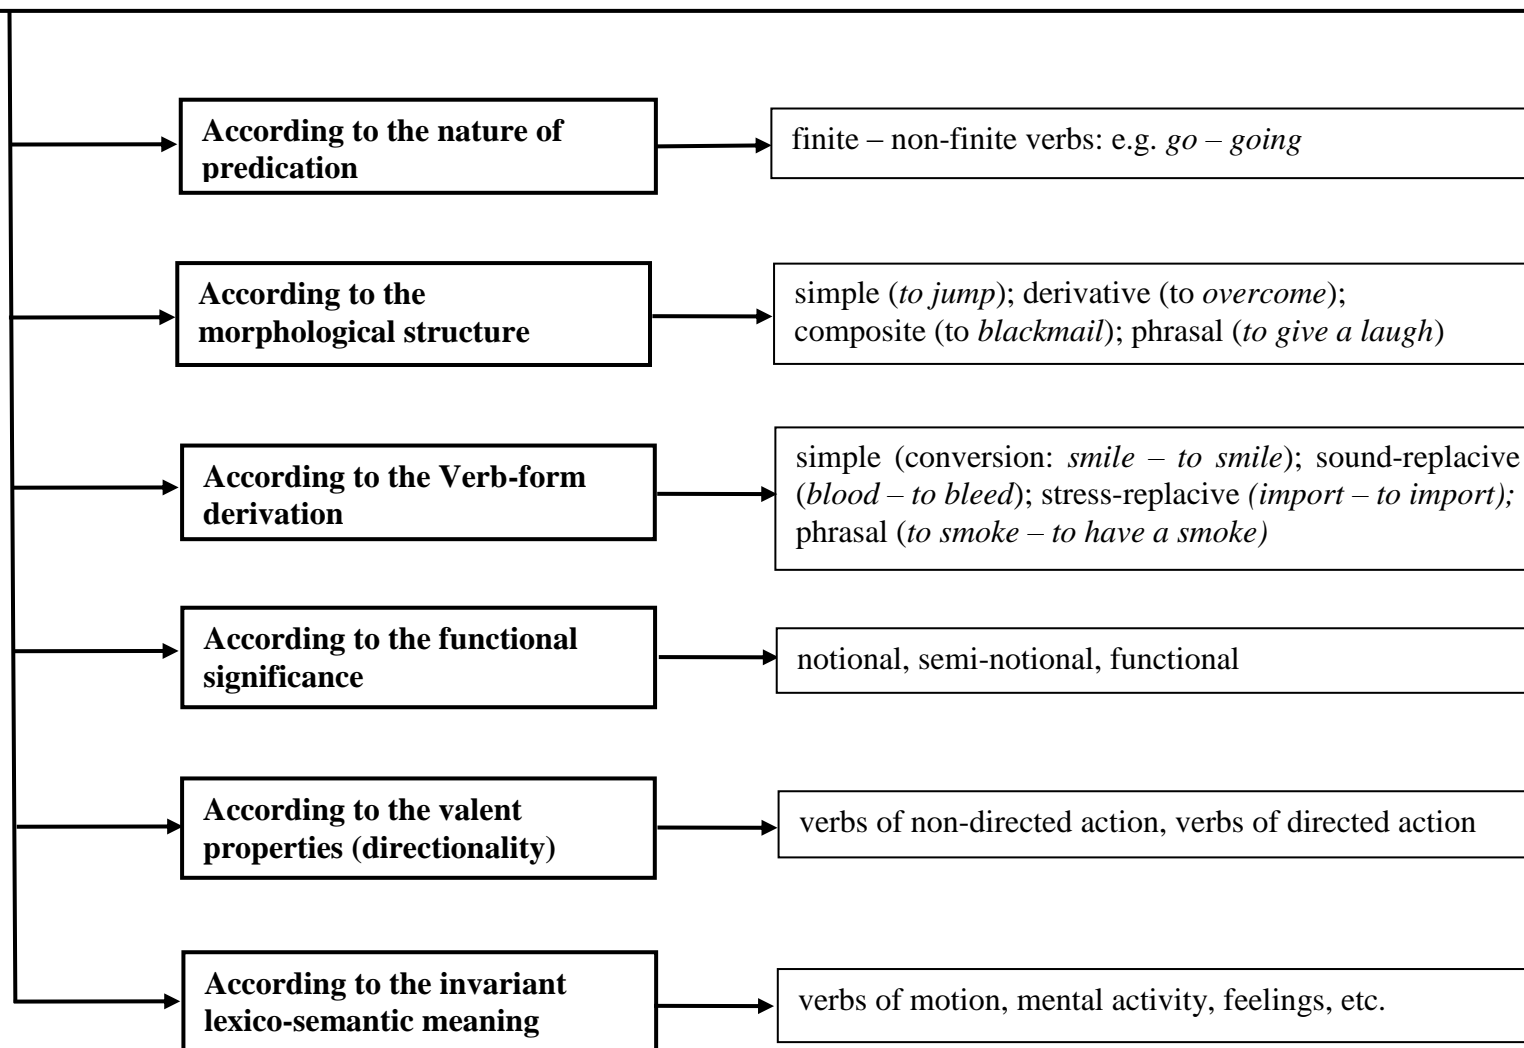 According to the nature of
predication
finite – non-finite verbs: e.g. go – going
According to the
morphological structure
simple (to jump); derivative (to overcome);
composite (to blackmail); phrasal (to give a laugh)
According to the Verb-form
derivation
simple (conversion: smile – to smile); sound-replacive
(blood – to bleed); stress-replacive (import – to import);
phrasal (to smoke – to have a smoke)
According to the functional
significance
notional, semi-notional, functional
According to the valent
properties (directionality)
verbs of non-directed action, verbs of directed action
According to the invariant
lexico-semantic meaning
verbs of motion, mental activity, feelings, etc.